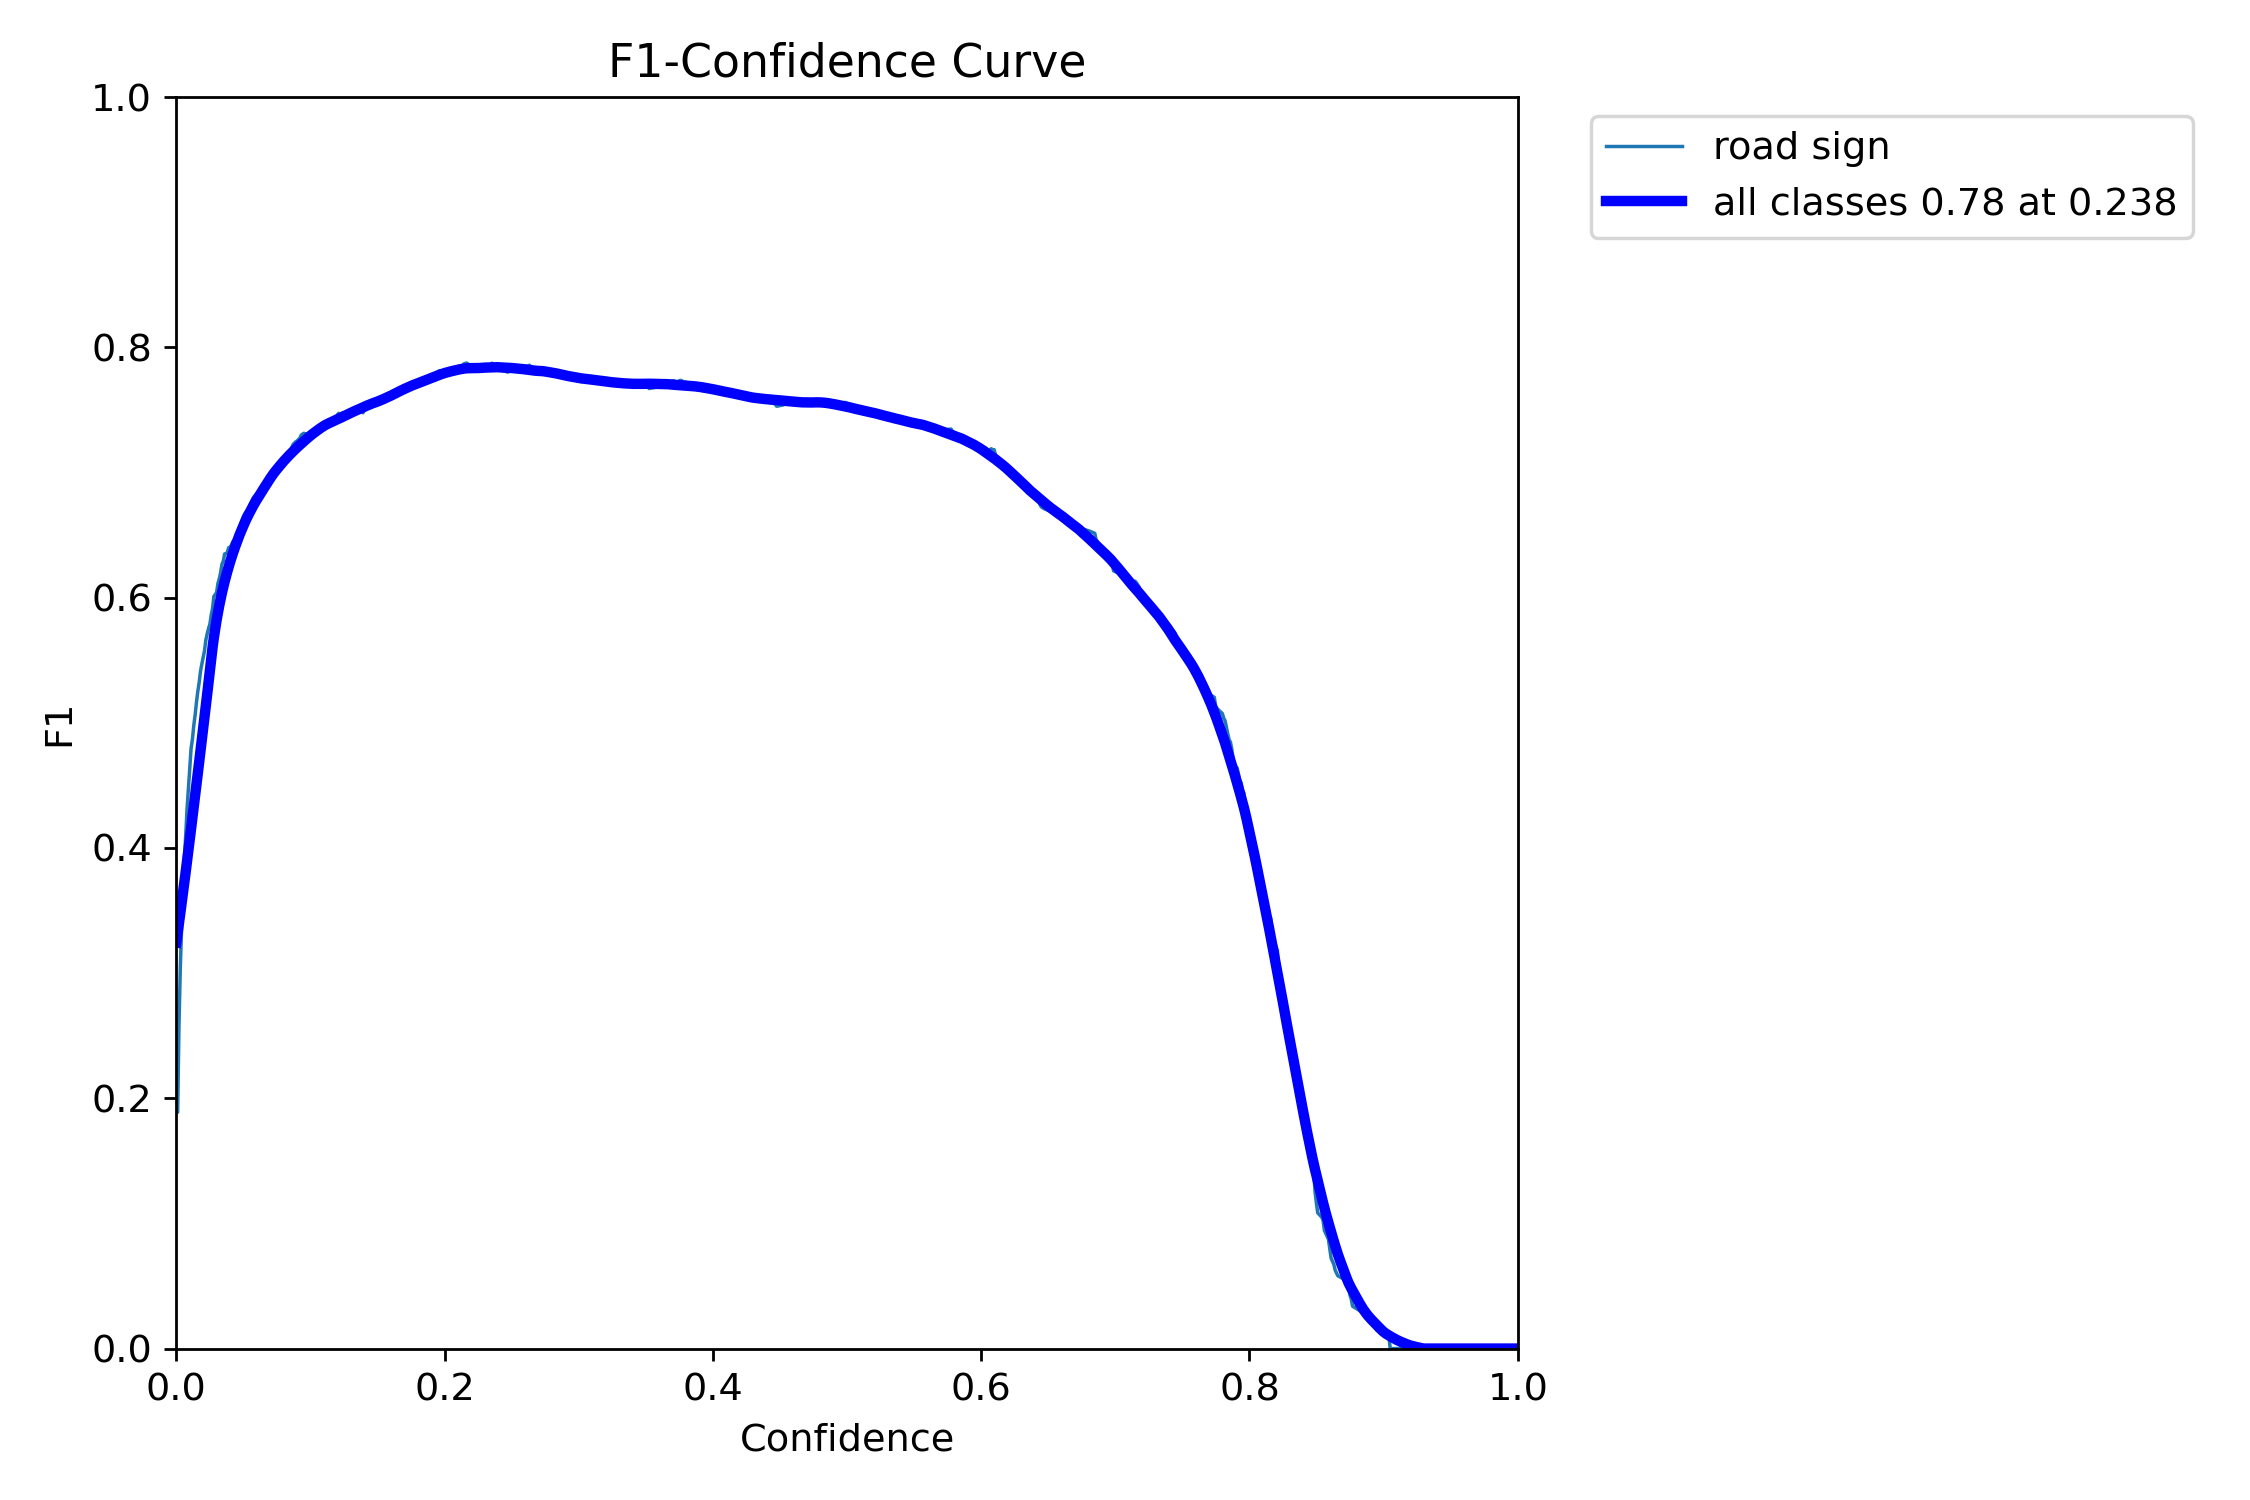 F1-Confidence Curve
1.0
0.8
0.6
0.4
0.2
0.0
F1
0.0 0.2 0.4 0.6 0.8 1.0
Confidence
road sign
all classes 0.78 at 0.238